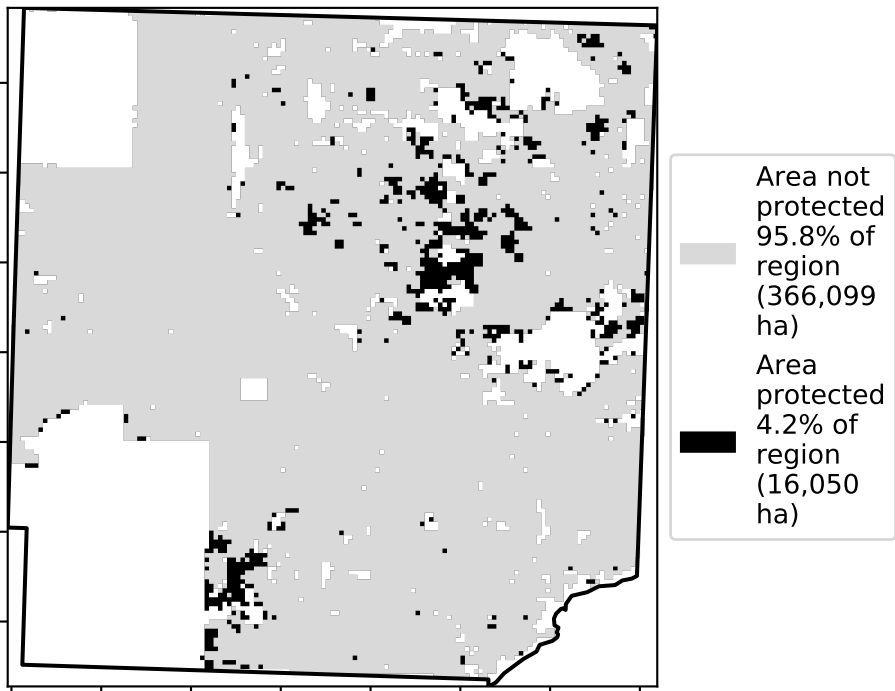 Area not
protected
95.8% of
region
(366,099
ha)
Area
protected
4.2% of
region
(16,050
ha)